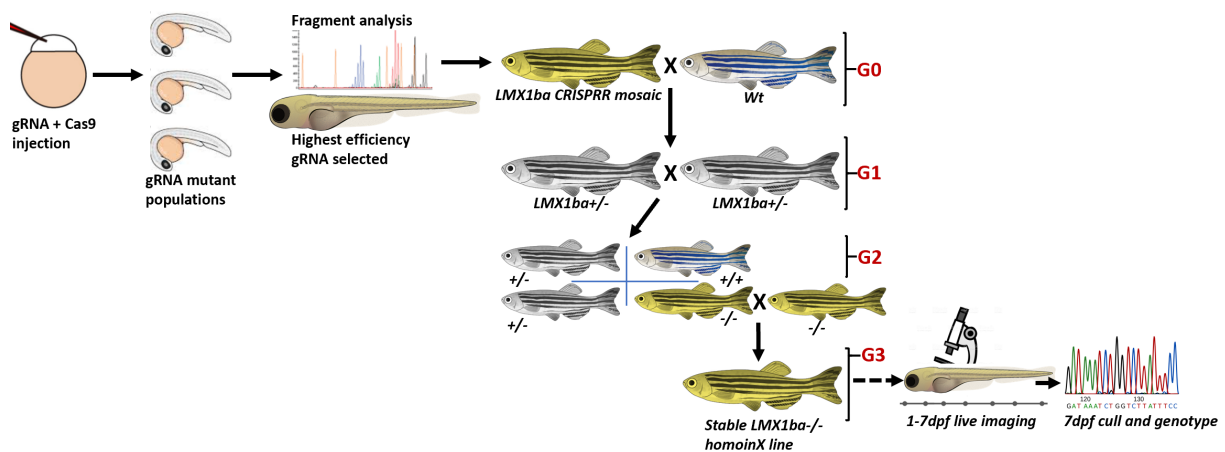 Fragment analysis
gRNA + Cas9
injection
gRNA mutant
populations
Highest efficiency
gRNA selected
LMX1ba CRISPRR mosaic
X
Wt
G0
LMX1ba+/-
X
LMX1ba+/-
G1
+/-
+/+
G2
+/-
-/-
X
-/-
Stable LMX1ba-/-
homoinX line
G3
1-7dpf live imaging
120
130
GATAAATCTGGTCTTATTTCC
7dpf cull and genotype